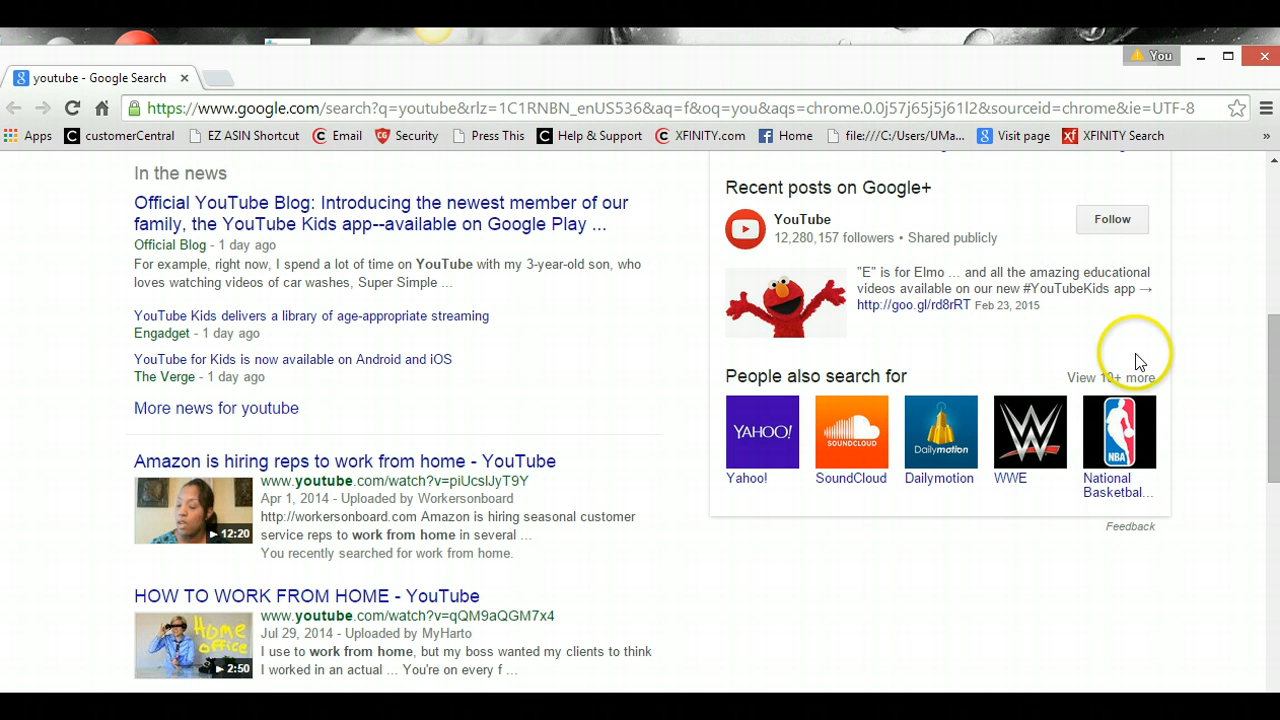 You
youtube - Google Search
https://www.google.com/search?q=youtube&rlz=1C1RNBN_enUS536&aq=f&oq=you&aqs=chrome.0.0j57j65j5j61l2&sourceid=chrome&ie=UTF-8
Apps customerCentral EZ ASIN Shortcut Email Security Press This Help & Support XFINITY.com Home file:///C:/Users/UMa... Visit page XFINITY Search »
In the news
Official YouTube Blog: Introducing the newest member of our
family, the YouTube Kids app--available on Google Play ...
Official Blog - 1 day ago
For example, right now, I spend a lot of time on YouTube with my 3-year-old son, who
loves watching videos of car washes, Super Simple ...
YouTube Kids delivers a library of age-appropriate streaming
Engadget - 1 day ago
YouTube for Kids is now available on Android and iOS
The Verge - 1 day ago
More news for youtube
Amazon is hiring reps to work from home - YouTube
www.youtube.com/watch?v=piUcslJyT9Y
Apr 1, 2014 - Uploaded by Workersonboard
http://workersonboard.com Amazon is hiring seasonal customer
service reps to work from home in several ...
You recently searched for work from home.
12:20
HOW TO WORK FROM HOME - YouTube
www.youtube.com/watch?v=qQM9aQGM7x4
Jul 29, 2014 - Uploaded by MyHarto
I use to work from home, but my boss wanted my clients to think
I worked in an actual ... You're on every f ...
Home
office
2:50
Recent posts on Google+
YouTube
12,280,157 followers • Shared publicly
Follow
"E" is for Elmo ... and all the amazing educational
videos available on our new #YouTubeKids app →
http://goo.gl/rd8rRT Feb 23, 2015
People also search for
View 10+ more
YAHOO!
SOUNDCLOUD
Dailymotion
W
NBA
Yahoo! SoundCloud Dailymotion WWE National
Basketbal...
Feedback